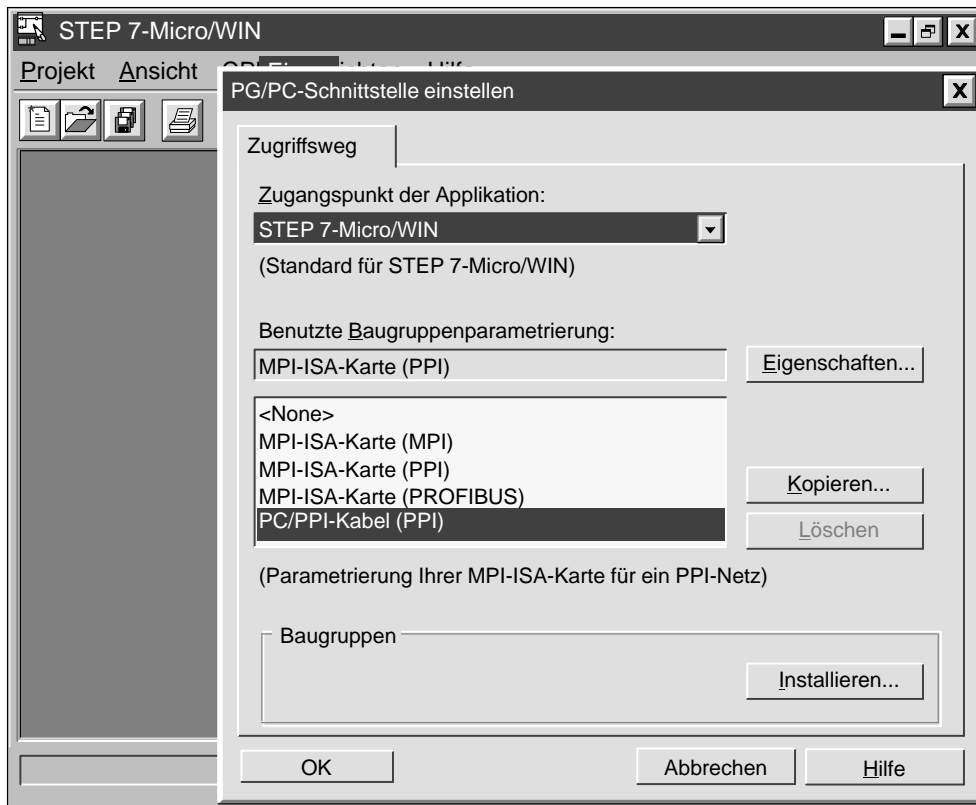 STEP 7-Micro/WIN
Projekt Ansicht
PG/PC-Schnittstelle einstellen
Zugriffsweg
Zugangspunkt der Applikation:
STEP 7-Micro/WIN
(Standard für STEP 7-Micro/WIN)
Benutzte Baugruppenparametrierung:
MPI-ISA-Karte (PPI)
Eigenschaften...
<None>
MPI-ISA-Karte (MPI)
MPI-ISA-Karte (PPI)
MPI-ISA-Karte (PROFIBUS)
PC/PPI-Kabel (PPI)
Kopieren...
Löschen
(Parametrierung Ihrer MPI-ISA-Karte für ein PPI-Netz)
Baugruppen
Installieren...
OK
Abbrechen
Hilfe